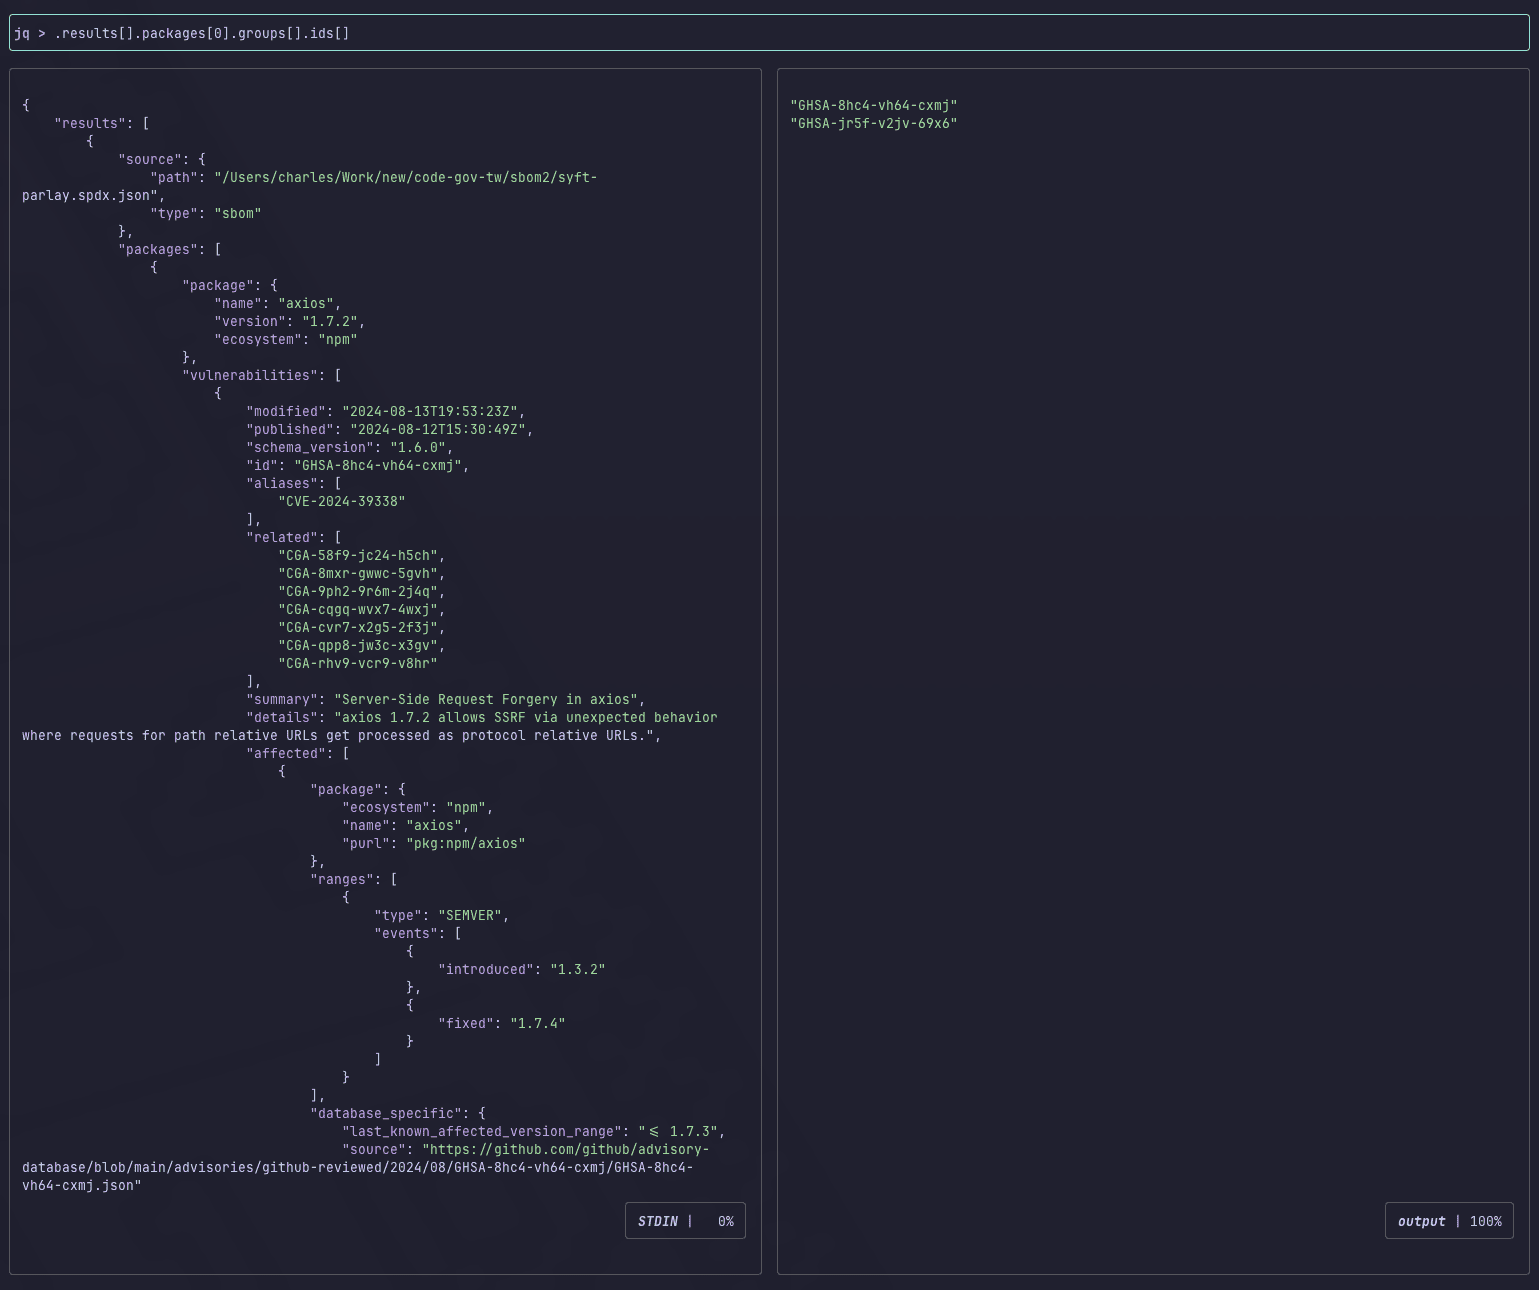 jq > .results[].packages[0].groups[].ids[]
{
    "results": [
        {
            "source": {
                "path": "/Users/charles/Work/new/code-gov-tw/sbom2/syft-
parlay.spdx.json",
                "type": "sbom"
            },
            "packages": [
                {
                    "package": {
                        "name": "axios",
                        "version": "1.7.2",
                        "ecosystem": "npm"
                    },
                    "vulnerabilities": [
                        {
                            "modified": "2024-08-13T19:53:23Z",
                            "published": "2024-08-12T15:30:49Z",
                            "schema_version": "1.6.0",
                            "id": "GHSA-8hc4-vh64-cxmj",
                            "aliases": [
                                "CVE-2024-39338"
                            ],
                            "related": [
                                "CGA-58f9-jc24-h5ch",
                                "CGA-8mxr-gwwc-5gvh",
                                "CGA-9ph2-9r6m-2j4q",
                                "CGA-cqgq-wvx7-4wxj",
                                "CGA-cvr7-x2g5-2f3j",
                                "CGA-qpp8-jw3c-x3gv",
                                "CGA-rhv9-vcr9-v8hr"
                            ],
                            "summary": "Server-Side Request Forgery in axios",
                            "details": "axios 1.7.2 allows SSRF via unexpected behavior
where requests for path relative URLs get processed as protocol relative URLs.",
                            "affected": [
                                {
                                    "package": {
                                        "ecosystem": "npm",
                                        "name": "axios",
                                        "purl": "pkg:npm/axios"
                                    },
                                    "ranges": [
                                        {
                                            "type": "SEMVER",
                                            "events": [
                                                {
                                                    "introduced": "1.3.2"
                                                },
                                                {
                                                    "fixed": "1.7.4"
                                                }
                                            ]
                                        }
                                    ],
                                    "database_specific": {
                                        "last_known_affected_version_range": "<= 1.7.3",
                                        "source": "https://github.com/github/advisory-
database/blob/main/advisories/github-reviewed/2024/08/GHSA-8hc4-vh64-cxmj/GHSA-8hc4-
vh64-cxmj.json"
STDIN |   0%
"GHSA-8hc4-vh64-cxmj"
"GHSA-jr5f-v2jv-69x6"
output | 100%